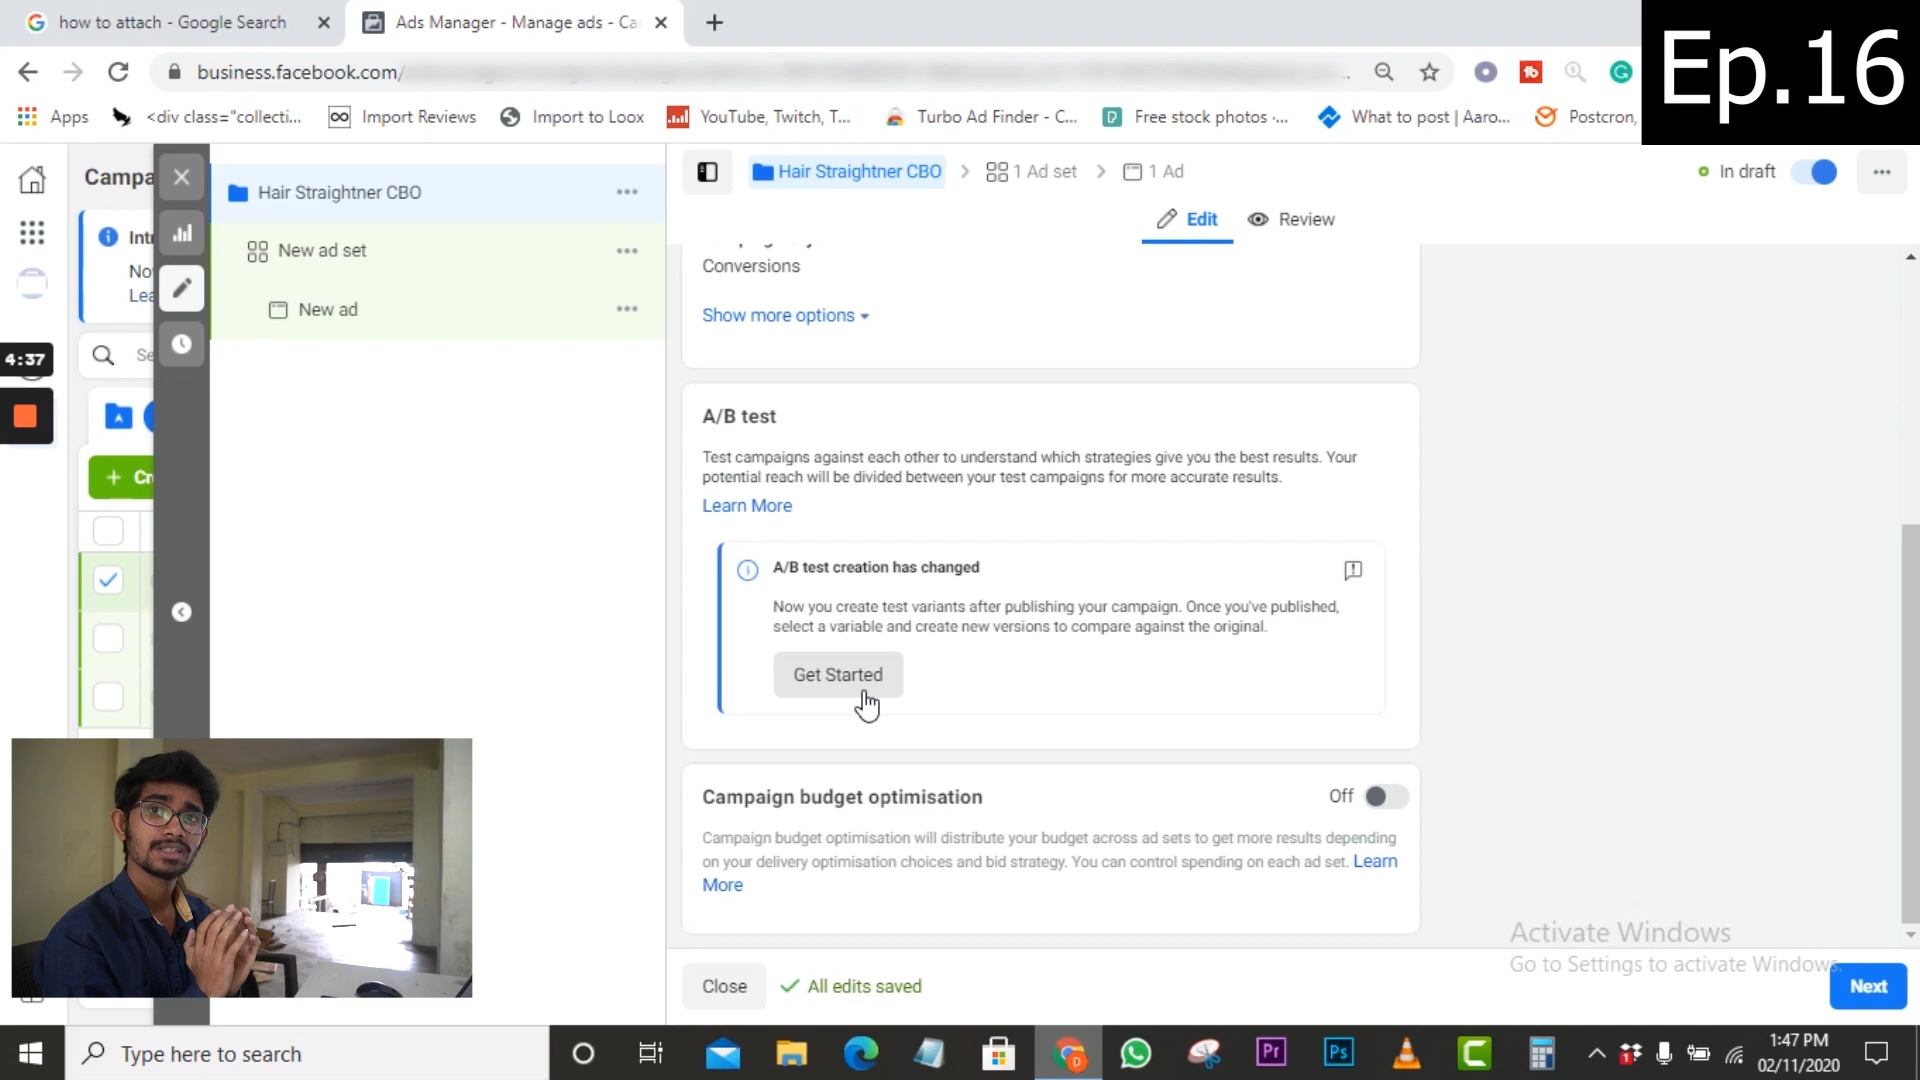 how to attach - Google Search
Ads Manager - Manage ads - Ca
Ep.16
business.facebook.com/
Apps
<div class="collecti...
Import Reviews
Import to Loox
YouTube, Twitch, T...
Turbo Ad Finder - C...
Free stock photos ·...
What to post | Aaro...
Postcron,
Campa
Hair Straightner CBO
New ad set
New ad
Hair Straightner CBO
1 Ad set
1 Ad
In draft
Edit
Review
Int
No
Lea
Se
4:37
Cr
Conversions
Show more options
A/B test
Test campaigns against each other to understand which strategies give you the best results. Your
potential reach will be divided between your test campaigns for more accurate results.
Learn More
A/B test creation has changed
Now you create test variants after publishing your campaign. Once you've published,
select a variable and create new versions to compare against the original.
Get Started
Campaign budget optimisation
Off
Campaign budget optimisation will distribute your budget across ad sets to get more results depending
on your delivery optimisation choices and bid strategy. You can control spending on each ad set. Learn
More
Activate Windows
Go to Settings to activate Windows.
Close
All edits saved
Next
Type here to search
1:47 PM
02/11/2020